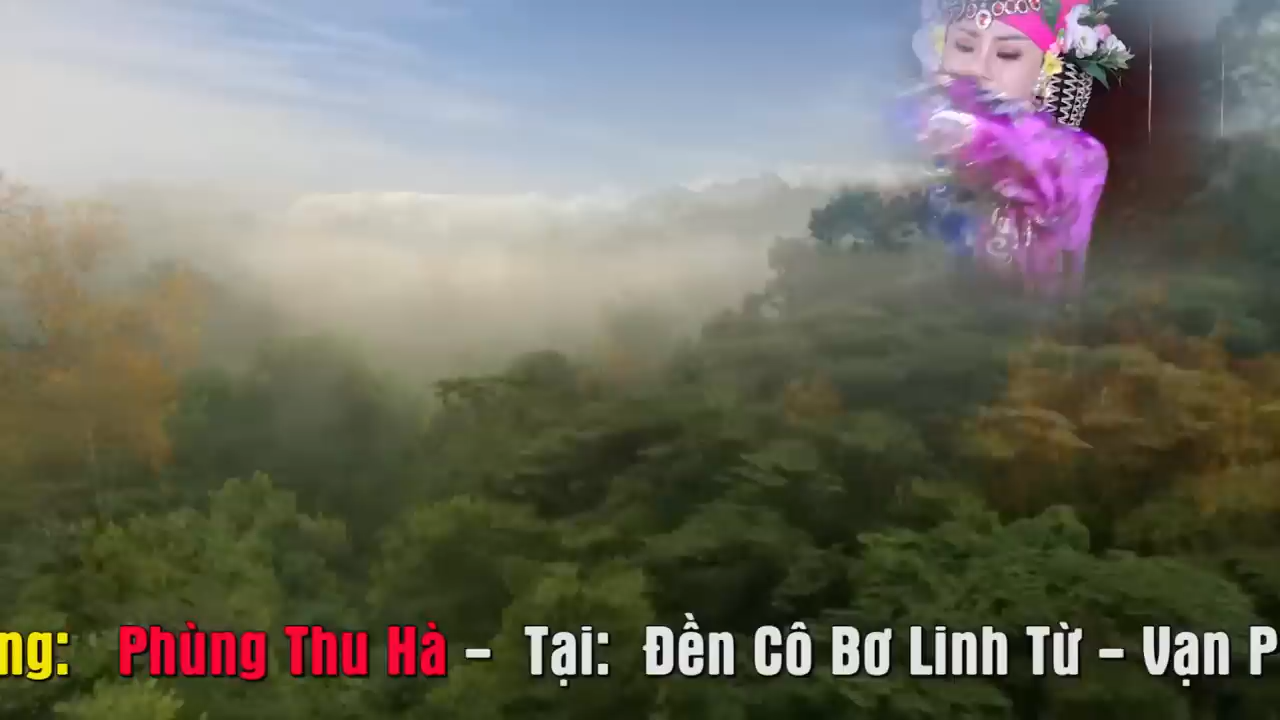 ng: Phùng Thu Hà – Tại: Đền Cô Bơ Linh Từ – Vạn P